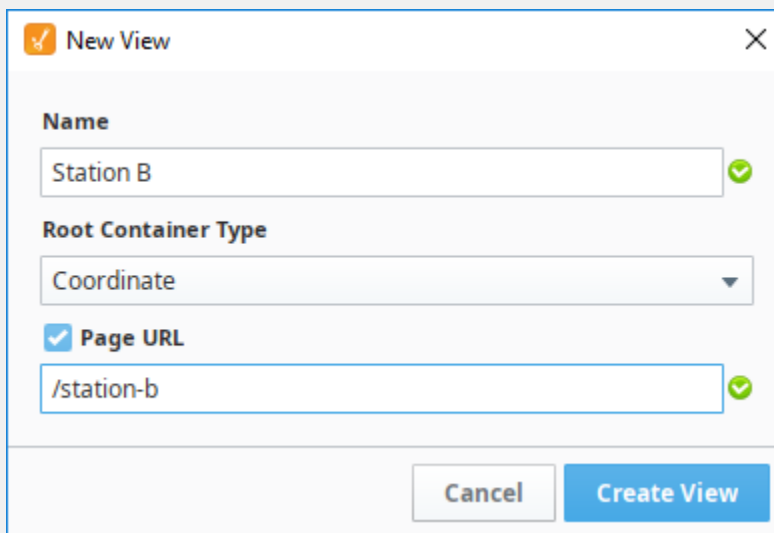 New View
Name
Station B
Root Container Type
Coordinate
Page URL
/station-b
Cancel Create View